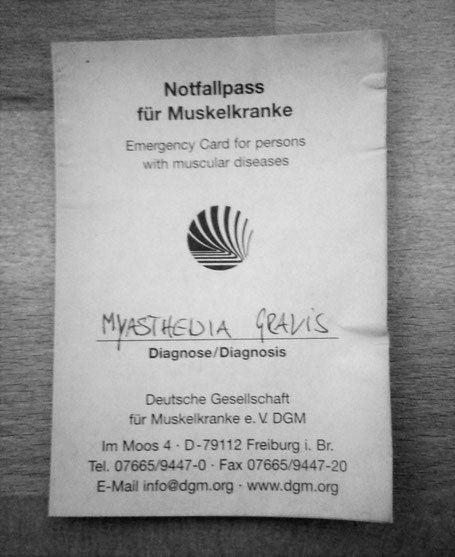 Notfallpass
für Muskelkranke
Emergency Card for persons
with muscular diseases
MYASTHENIA GRAVIS
Diagnose/Diagnosis
Deutsche Gesellschaft
für Muskelkranke e. V. DGM
Im Moos 4 · D-79112 Freiburg i. Br.
Tel. 07665/9447-0 · Fax 07665/9447-20
E-Mail info@dgm.org · www.dgm.org